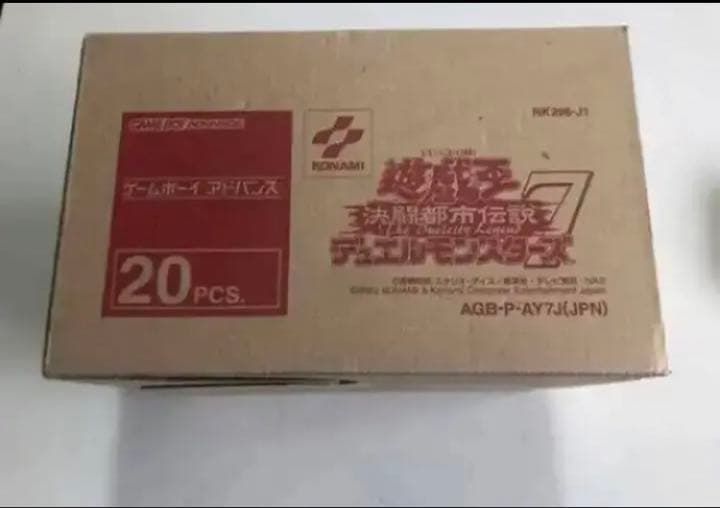 GAME BOY ADVANCE
ゲームボーイ アドバンス
20 PCS.
KONAMI
RK206-J1
遊戯王
決闘都市伝説
The Duelcity Legend
デュエルモンスターズ7
AGB-P-AY7J(JPN)